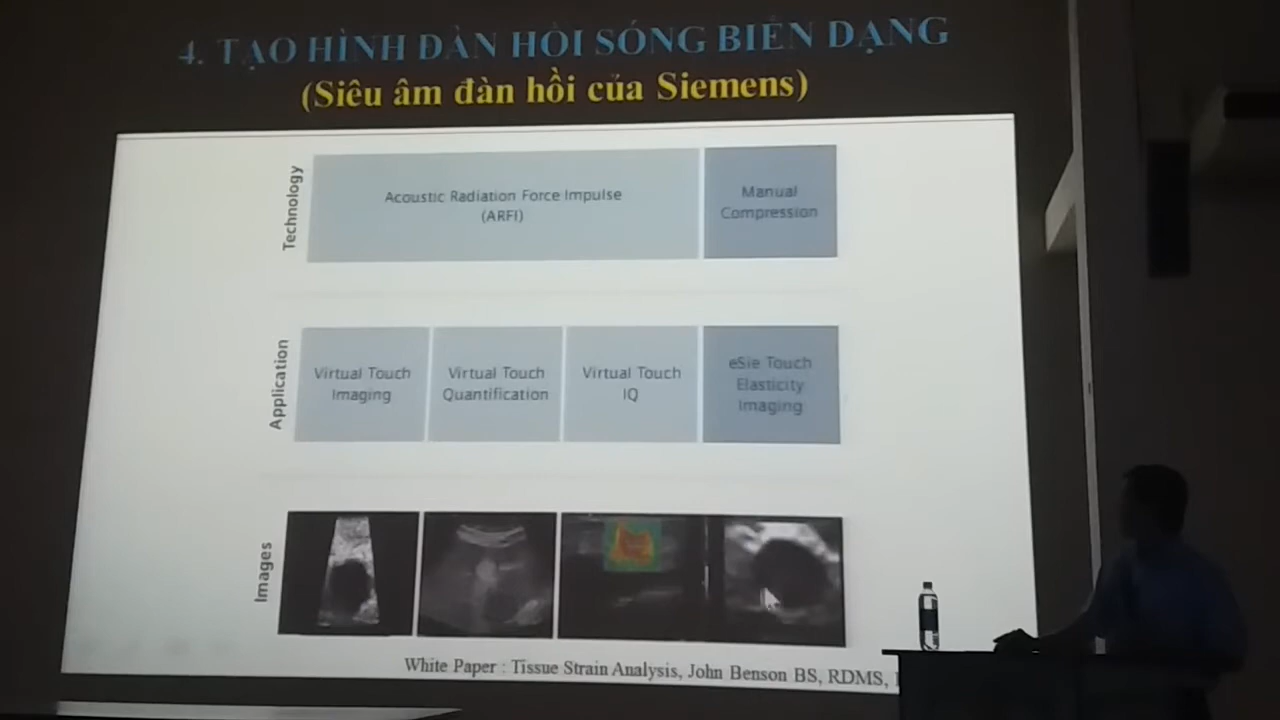 4. TẠO HÌNH ĐÀN HỒI SÓNG BIẾN DẠNG
(Siêu âm đàn hồi của Siemens)
Technology
Acoustic Radiation Force Impulse
(ARFI)
Manual
Compression
Application
Virtual Touch
Imaging
Virtual Touch
Quantification
Virtual Touch
IQ
eSie Touch
Elasticity
Imaging
Images
White Paper : Tissue Strain Analysis, John Benson BS, RDMS,